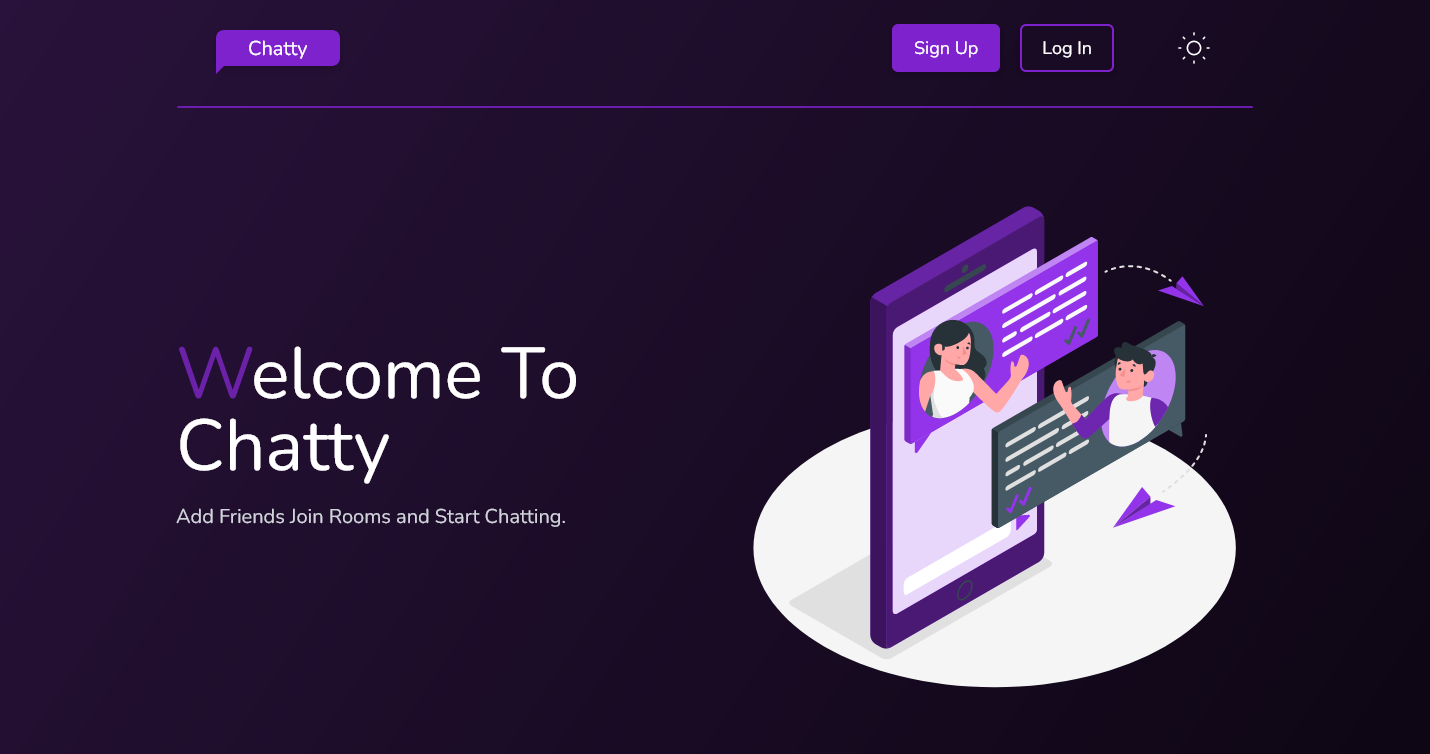 Chatty
Sign Up
Log In
Welcome To
Chatty
Add Friends Join Rooms and Start Chatting.